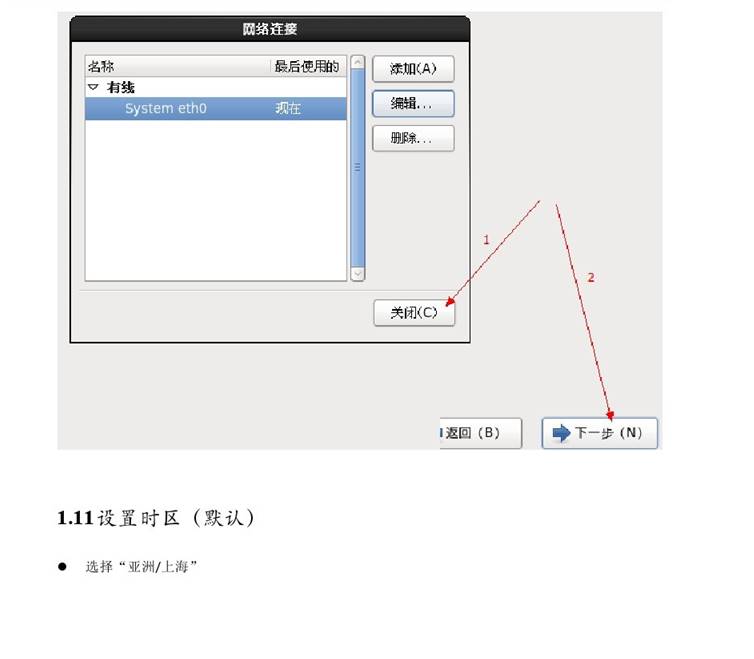 网络连接
名称 最后使用的
有线
System eth0 现在
添加(A)
编辑...
删除...
1
2
关闭(C)
返回（B）
下一步（N）
1.11设置时区（默认）
● 选择“亚洲/上海”